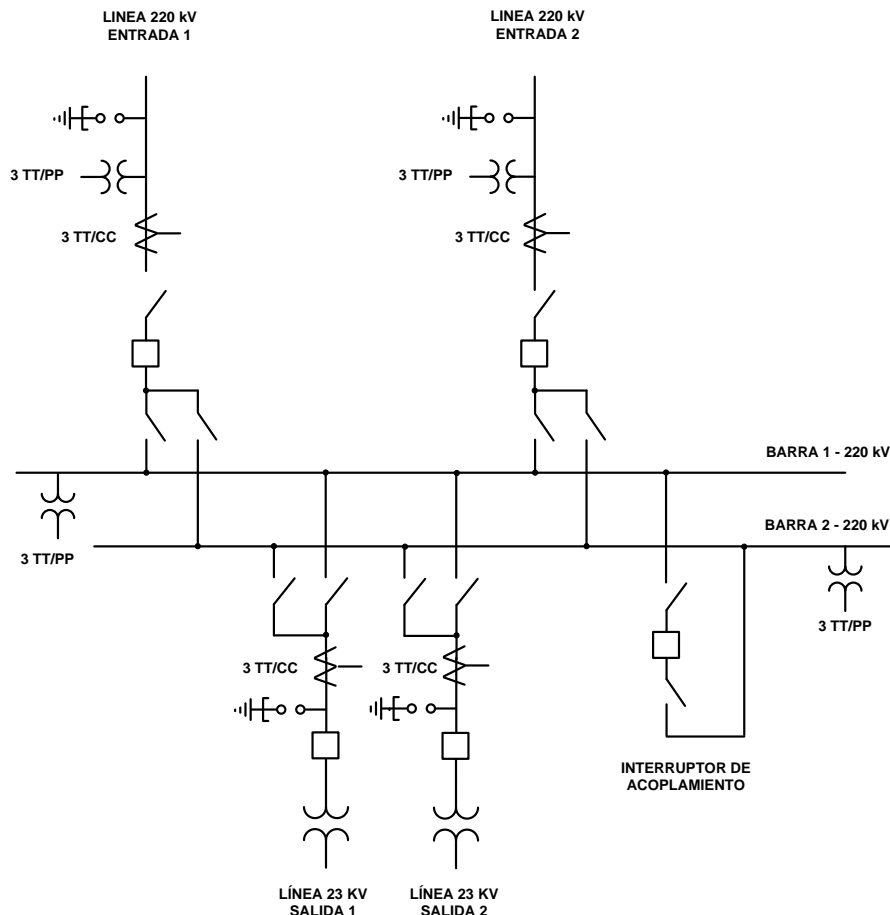 LINEA 220 kV
ENTRADA 1
LINEA 220 kV
ENTRADA 2
3 TT/PP
3 TT/PP
3 TT/CC
3 TT/CC
BARRA 1 - 220 kV
BARRA 2 - 220 kV
3 TT/PP
3 TT/PP
3 TT/CC
3 TT/CC
INTERRUPTOR DE
ACOPLAMIENTO
LÍNEA 23 KV
SALIDA 1
LÍNEA 23 KV
SALIDA 2